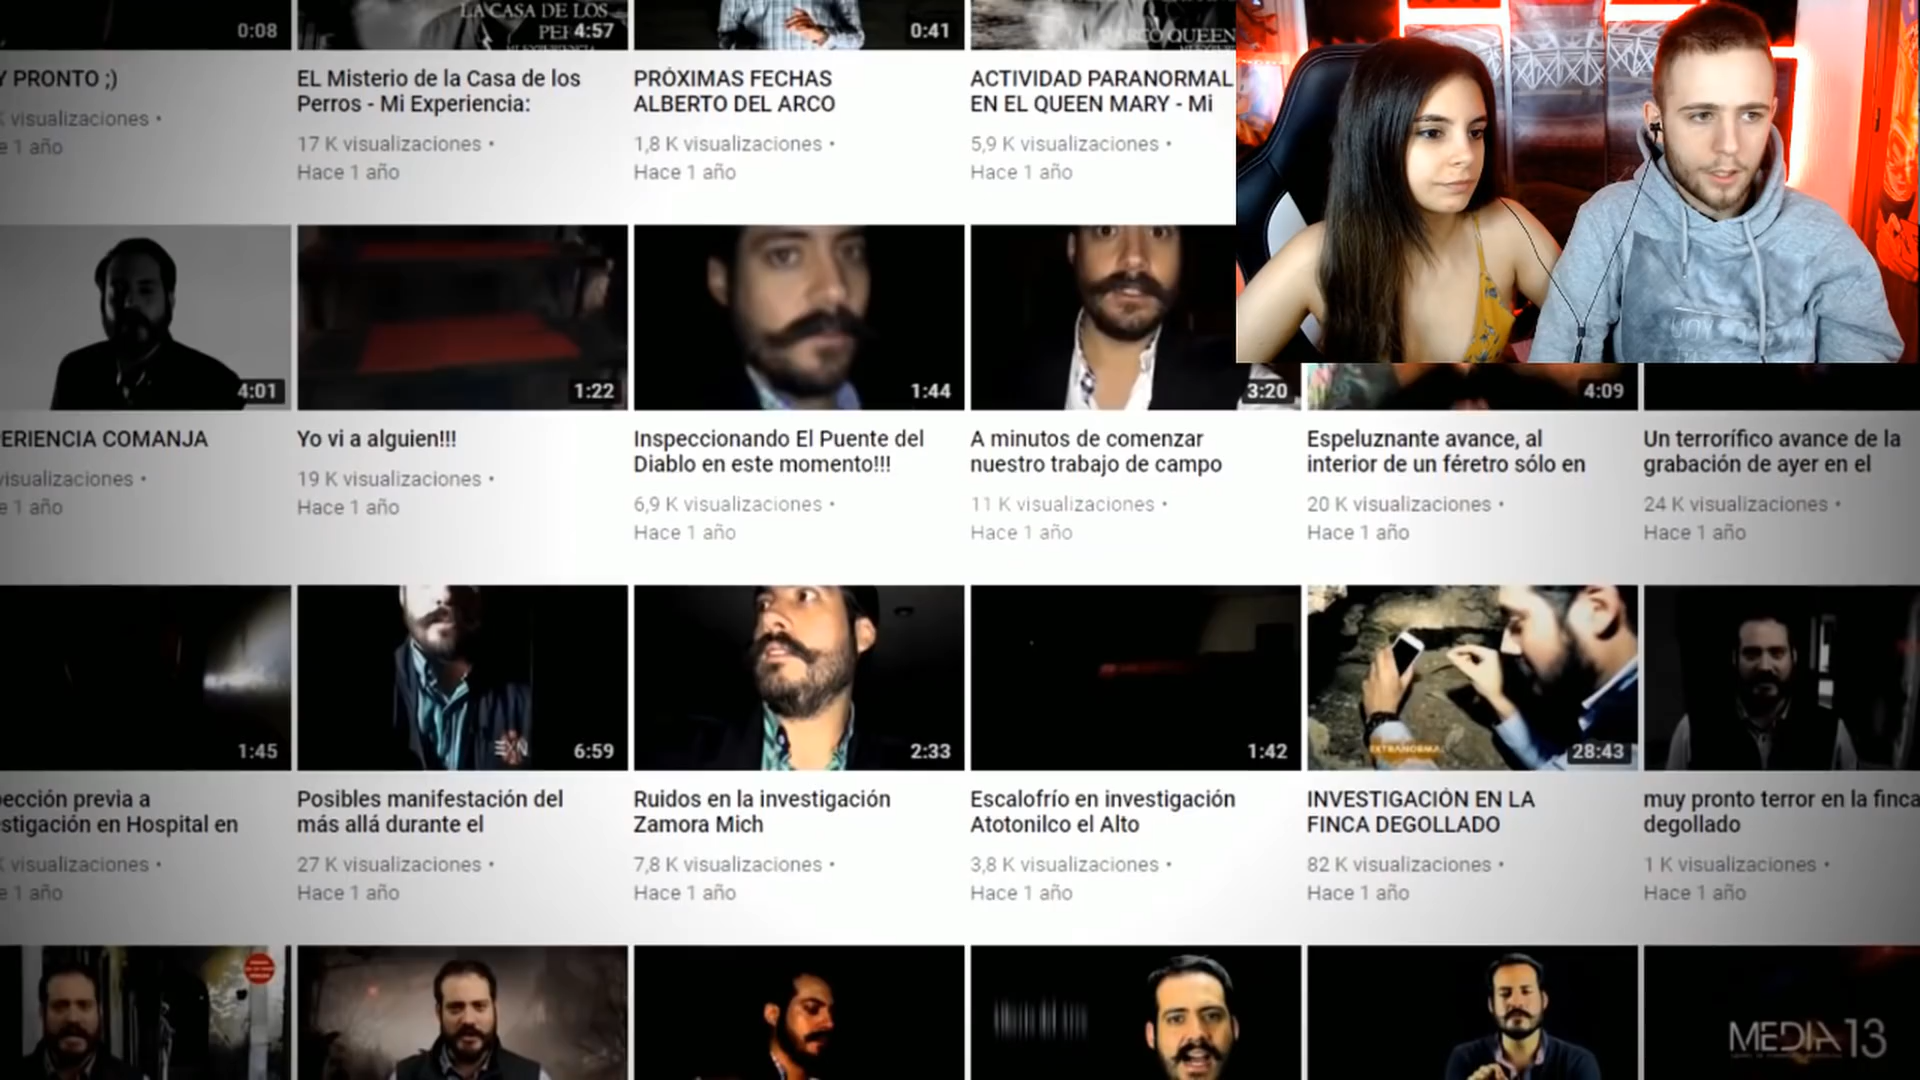 LA CASA DE LOS
0:08
4:57
0:41
ARCO QUEEN
Y PRONTO ;)
visualizaciones •
1 año
EL Misterio de la Casa de los
Perros - Mi Experiencia:
17 K visualizaciones •
Hace 1 año
PRÓXIMAS FECHAS
ALBERTO DEL ARCO
1,8 K visualizaciones •
Hace 1 año
ACTIVIDAD PARANORMAL
EN EL QUEEN MARY - Mi
5,9 K visualizaciones •
Hace 1 año
4:01
1:22
1:44
3:20
4:09
ERIENCIA COMANJA
visualizaciones •
1 año
Yo vi a alguien!!!
19 K visualizaciones •
Hace 1 año
Inspeccionando El Puente del
Diablo en este momento!!!
6,9 K visualizaciones •
Hace 1 año
A minutos de comenzar
nuestro trabajo de campo
11 K visualizaciones •
Hace 1 año
Espeluznante avance, al
interior de un féretro sólo en
20 K visualizaciones •
Hace 1 año
Un terrorífico avance de la
grabación de ayer en el
24 K visualizaciones •
Hace 1 año
1:45
EXN
6:59
2:33
1:42
EXTRANORMAL
28:43
ección previa a
stigación en Hospital en
visualizaciones •
1 año
Posibles manifestación del
más allá durante el
27 K visualizaciones •
Hace 1 año
Ruidos en la investigación
Zamora Mich
7,8 K visualizaciones •
Hace 1 año
Escalofrío en investigación
Atotonilco el Alto
3,8 K visualizaciones •
Hace 1 año
INVESTIGACIÓN EN LA
FINCA DEGOLLADO
82 K visualizaciones •
Hace 1 año
muy pronto terror en la finca
degollado
1 K visualizaciones •
Hace 1 año
MEDIA 13